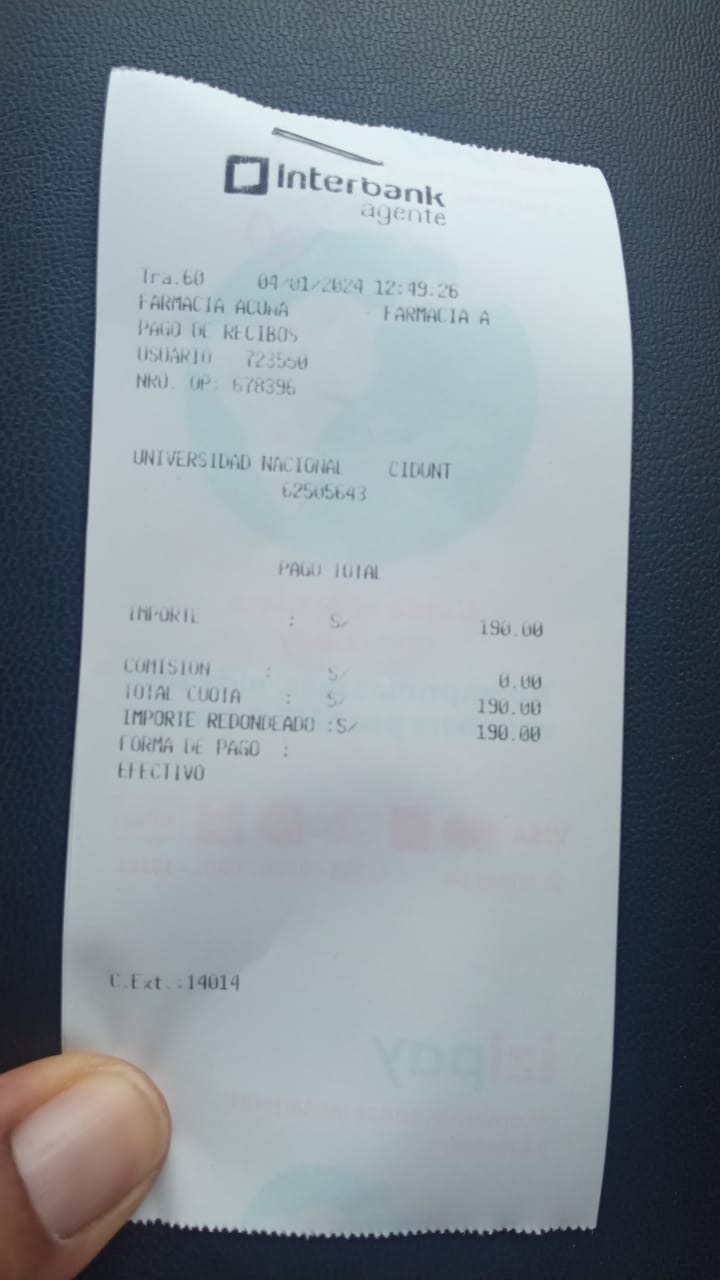 Interbank
agente
Tra.60 04/01/2024 12:49:26
FARMACIA ACUÑA FARMACIA A
PAGO DE RECIBOS
USUARIO 723550
NRO. OP: 678396
UNIVERSIDAD NACIONAL CIDUNT
62505643
PAGO TOTAL
IMPORTE : S/ 190.00
COMISION : S/ 0.00
TOTAL CUOTA : S/ 190.00
IMPORTE REDONDEADO :S/ 190.00
FORMA DE PAGO :
EFECTIVO
C.Ext.:14014
izipay